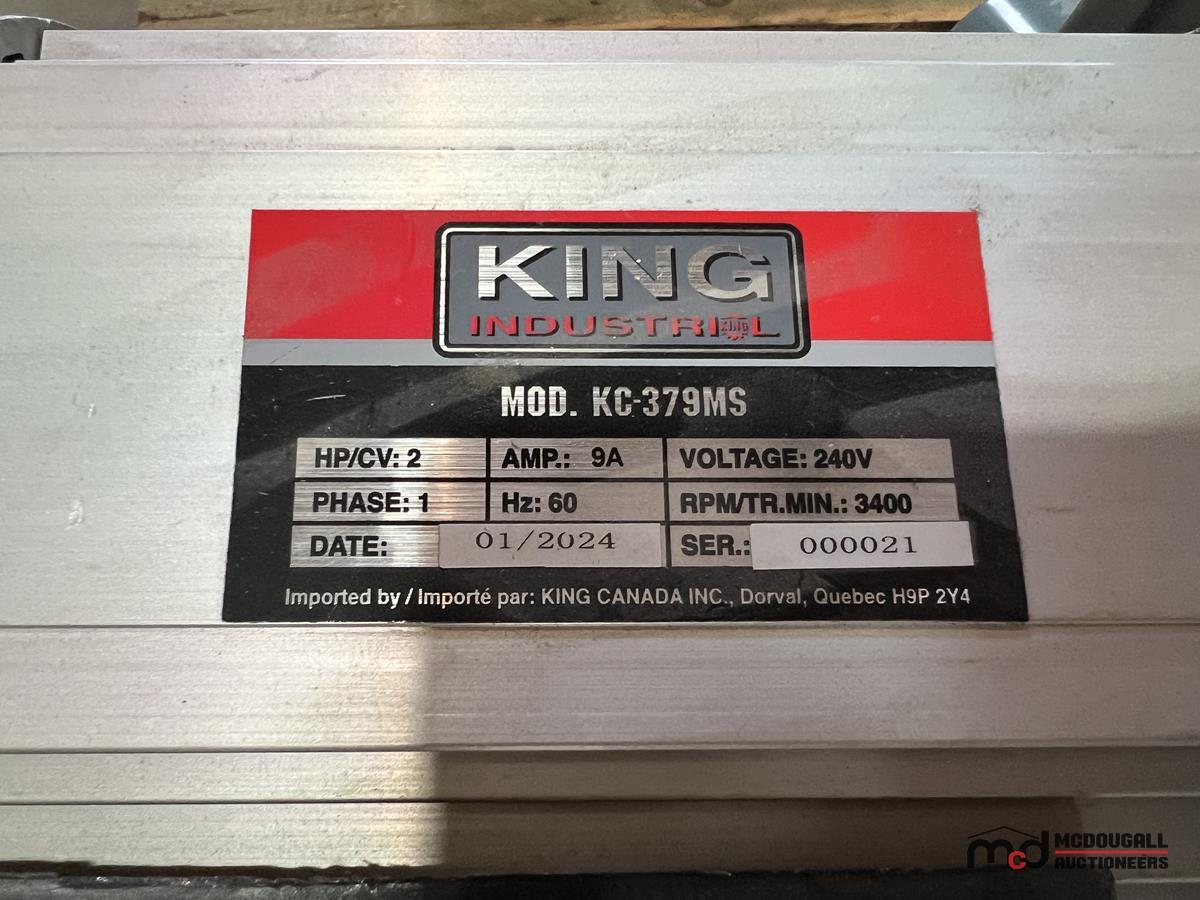 KING
INDUSTRIAL
KING
MOD. KC-379MS
HP/CV: 2 AMP.: 9A VOLTAGE: 240V
PHASE: 1 Hz: 60 RPM/TR.MIN.: 3400
DATE: 01/2024 SER.: 000021
Imported by / Importé par: KING CANADA INC., Dorval, Quebec H9P 2Y4
mcd MCDOUGALL
AUCTIONEERS